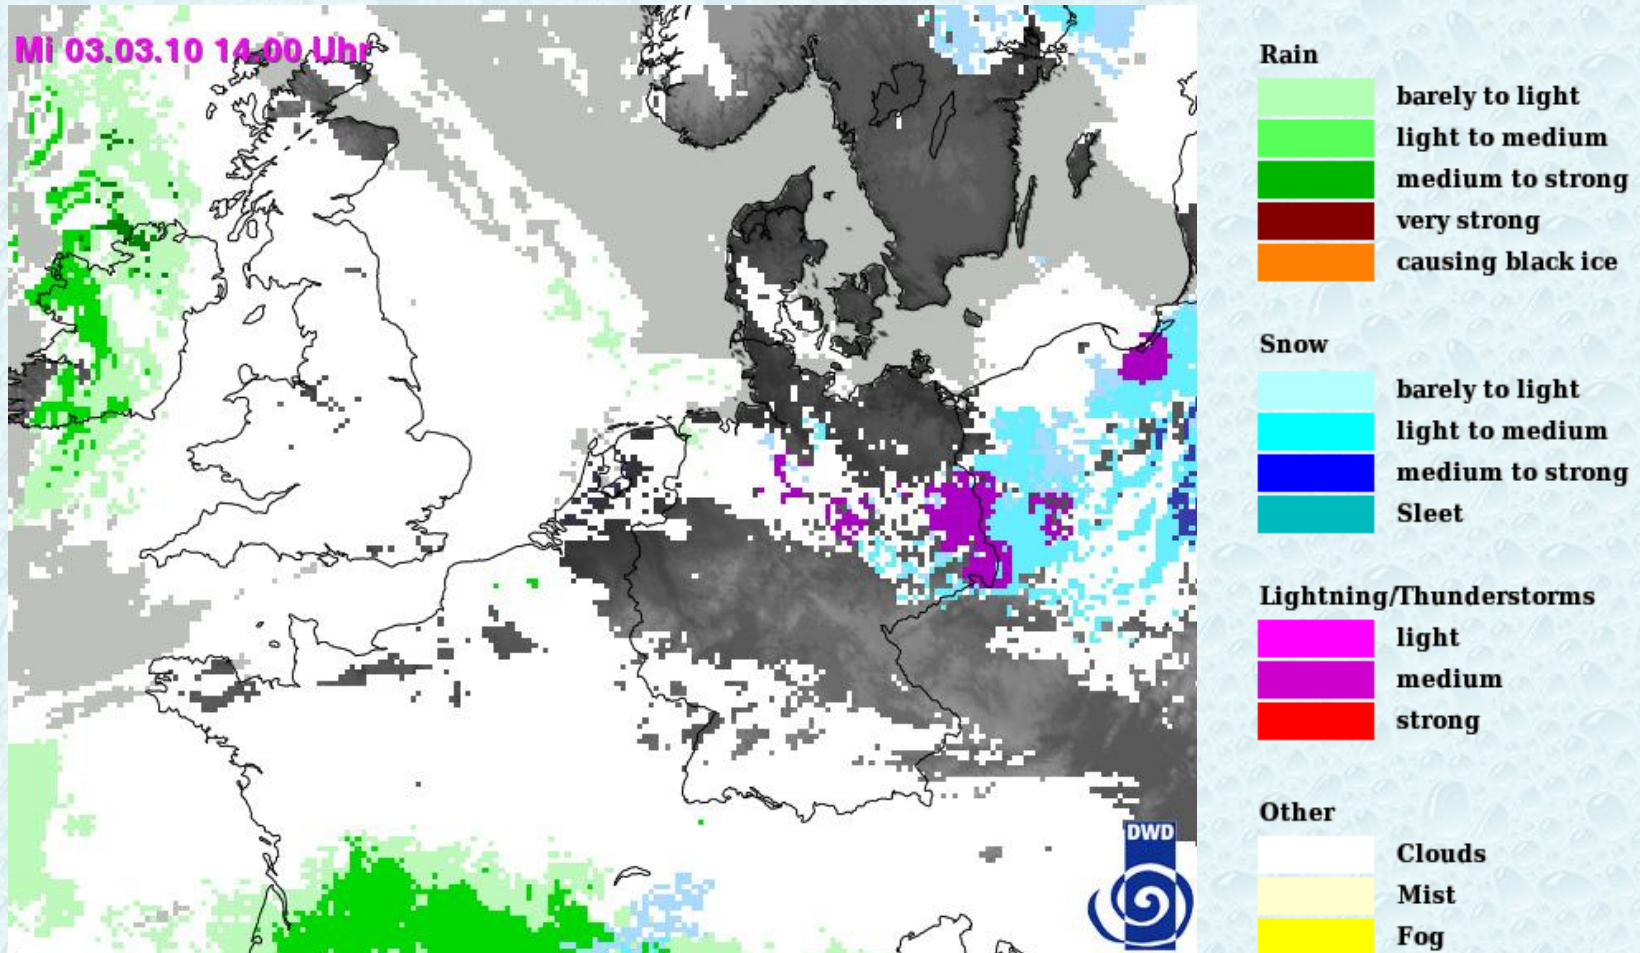 Mi 03.03.10 14:00 Uhr
Rain
barely to light
light to medium
medium to strong
very strong
causing black ice
Snow
barely to light
light to medium
medium to strong
Sleet
Lightning/Thunderstorms
light
medium
strong
Other
Clouds
Mist
Fog
DWD